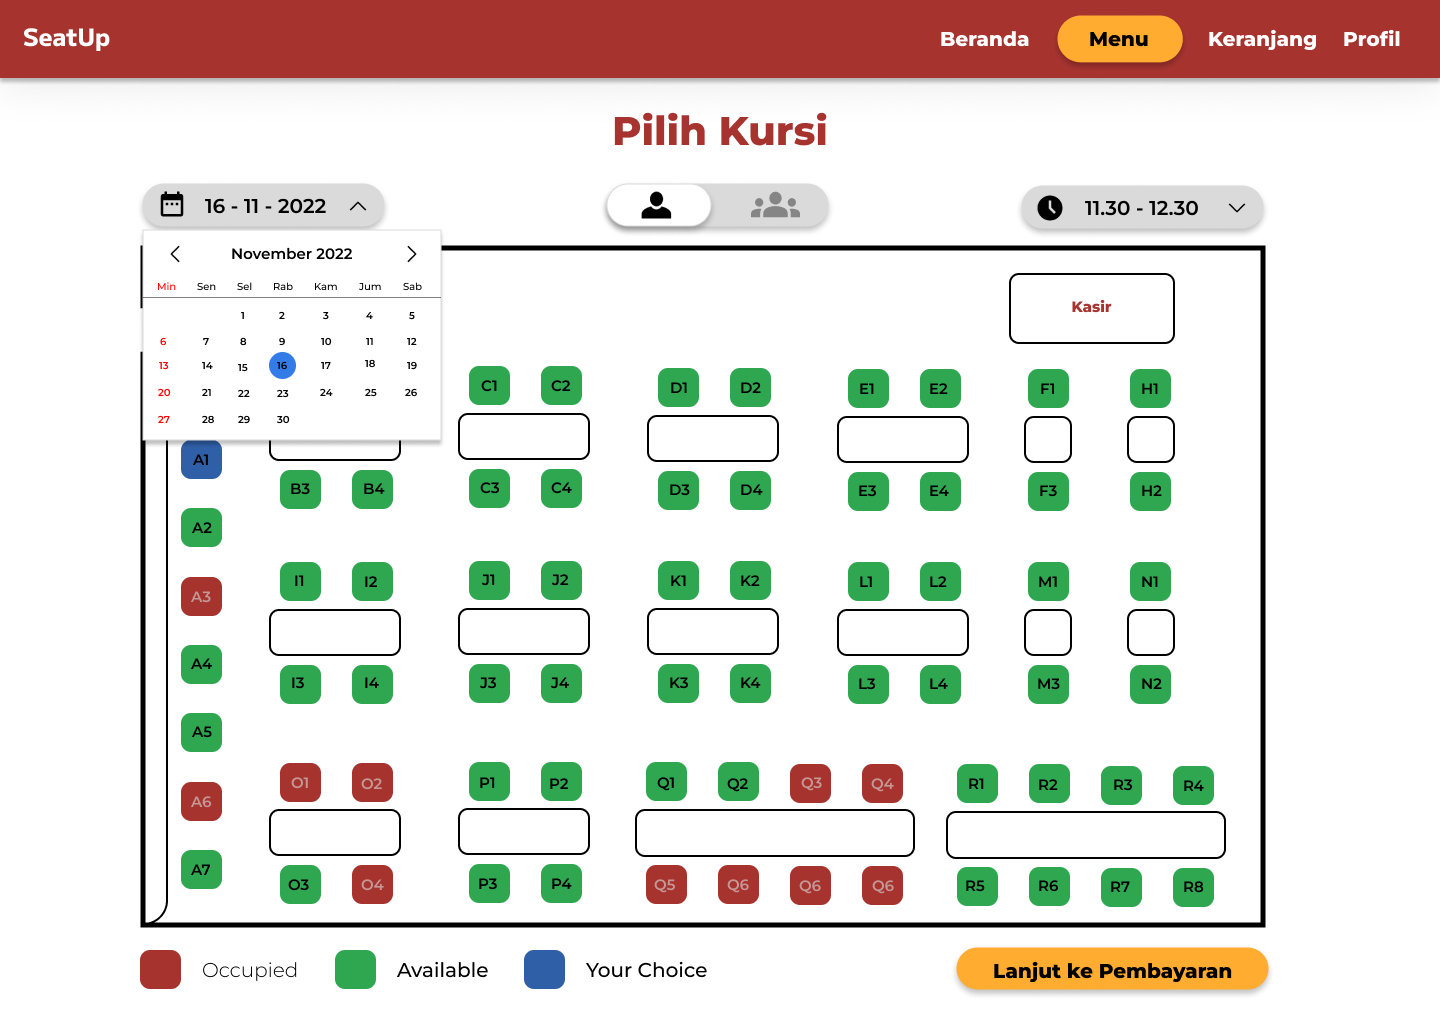 SeatUp Beranda Menu Keranjang Profil
Pilih Kursi
16 - 11 - 2022 11.30 - 12.30
November 2022
Min Sen Sel Rab Kam Jum Sab
1 2 3 4 5
6 7 8 9 10 11 12
13 14 15 16 17 18 19
20 21 22 23 24 25 26
27 28 29 30
Kasir
C1 C2 D1 D2 E1 E2 F1 H1
A1
B3 B4 C3 C4 D3 D4 E3 E4 F3 H2
A2
I1 I2 J1 J2 K1 K2 L1 L2 M1 N1
A3
A4
I3 I4 J3 J4 K3 K4 L3 L4 M3 N2
A5
O1 O2 P1 P2 Q1 Q2 Q3 Q4 R1 R2 R3 R4
A6
A7
O3 O4 P3 P4 Q5 Q6 Q6 Q6 R5 R6 R7 R8
Occupied Available Your Choice Lanjut ke Pembayaran